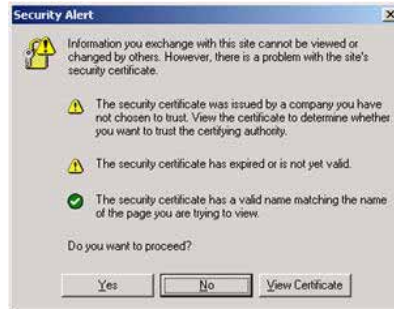 Security Alert
Information you exchange with this site cannot be viewed or
changed by others. However, there is a problem with the site's
security certificate.
The security certificate was issued by a company you have
not chosen to trust. View the certificate to determine whether
you want to trust the certifying authority.
The security certificate has expired or is not yet valid.
The security certificate has a valid name matching the name
of the page you are trying to view.
Do you want to proceed?
Yes No View Certificate